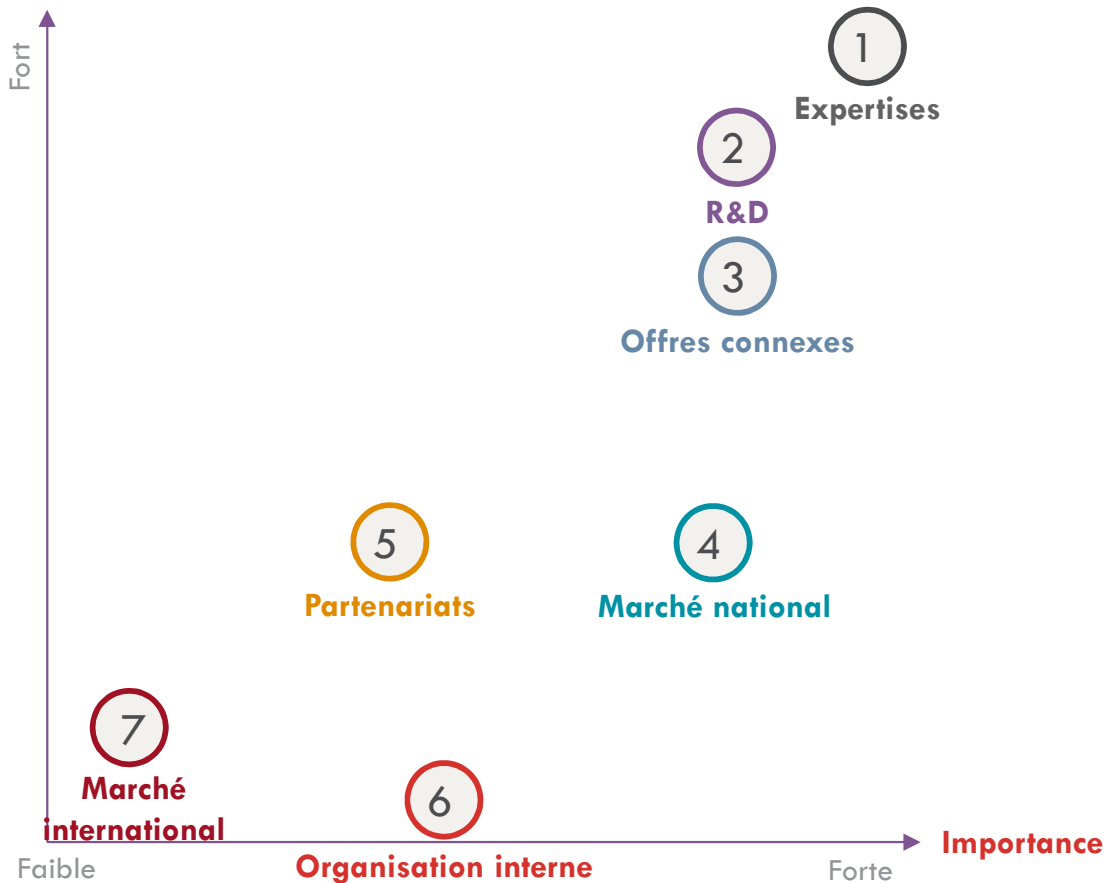 Fort
1
Expertises
2
R&D
3
Offres connexes
5
4
Partenariats
Marché national
7
6
Marché
international
Importance
Faible
Organisation interne
Forte